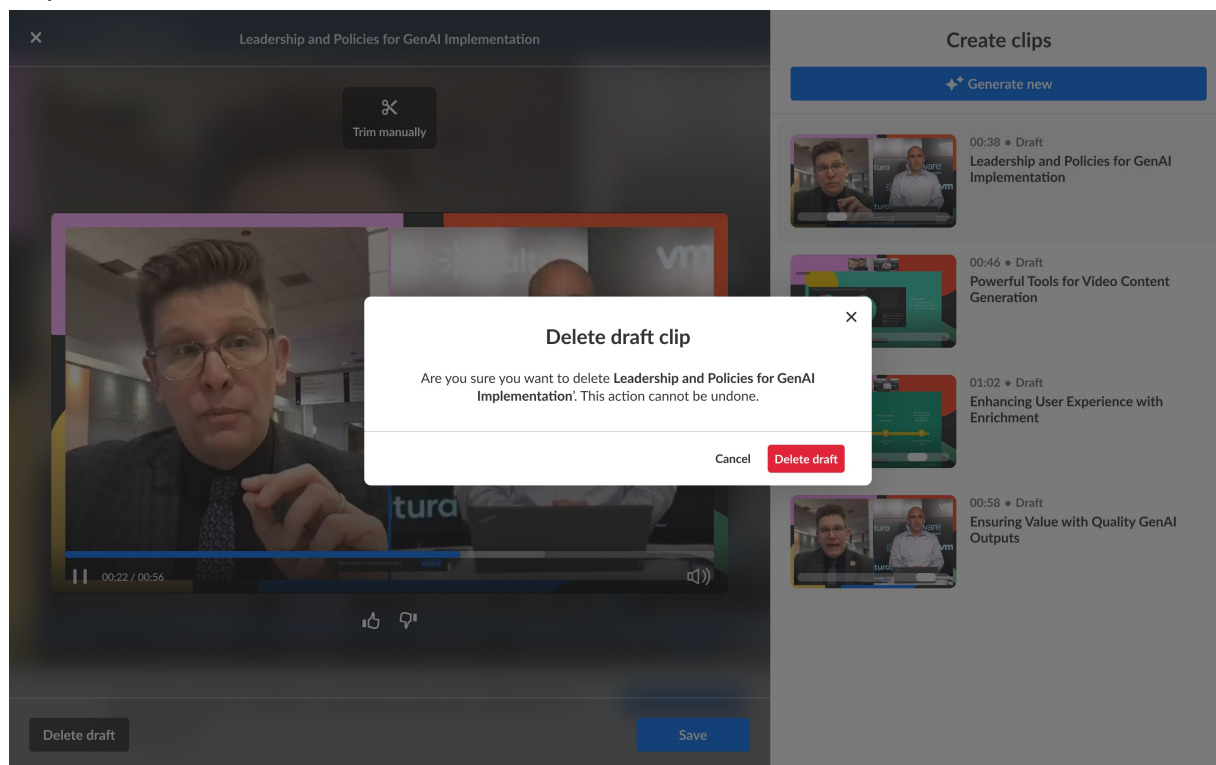 Leadership and Policies for GenAI Implementation
Trim manually
vm
tura
00:22 / 00:56
Delete draft
Save
Create clips
Generate new
00:38 • Draft
Leadership and Policies for GenAI
Implementation
00:46 • Draft
Powerful Tools for Video Content
Generation
01:02 • Draft
Enhancing User Experience with
Enrichment
00:58 • Draft
Ensuring Value with Quality GenAI
Outputs
Delete draft clip
Are you sure you want to delete Leadership and Policies for GenAI
Implementation'. This action cannot be undone.
Cancel
Delete draft